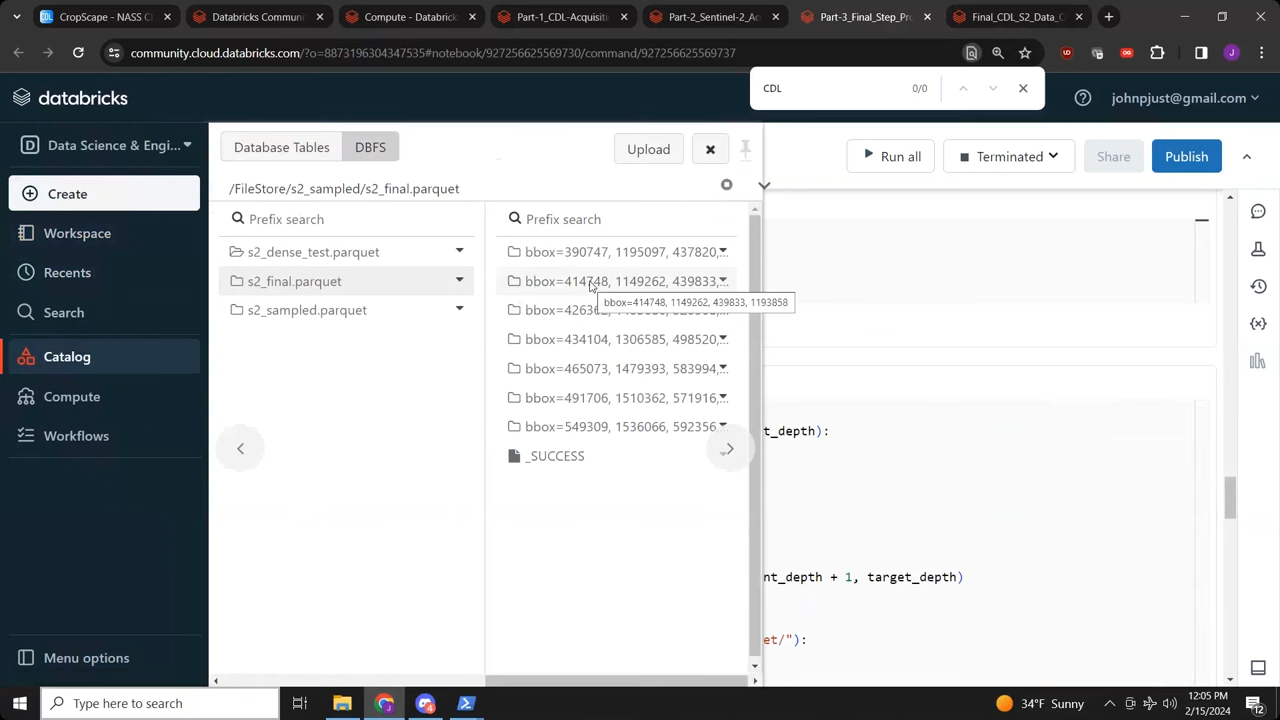 CropScape - NASS C
Databricks Commun
Compute - Databric
Part-1_CDL-Acquisit
Part-2_Sentinel-2_Ac
Part-3_Final_Step_Pr
Final_CDL_S2_Data_C
community.cloud.databricks.com/?o=8873196304347535#notebook/927256625569730/command/927256625569737
J
CDL
0/0
databricks
johnpjust@gmail.com
Data Science & Engi...
Create
Workspace
Recents
Search
Catalog
Compute
Workflows
Menu options
Database Tables
DBFS
Upload
/FileStore/s2_sampled/s2_final.parquet
Prefix search
s2_dense_test.parquet
s2_final.parquet
s2_sampled.parquet
Prefix search
bbox=390747, 1195097, 437820,...
bbox=414748, 1149262, 439833,...
bbox=414748, 1149262, 439833, 1193858
bbox=434104, 1306585, 498520,...
bbox=465073, 1479393, 583994,...
bbox=491706, 1510362, 571916,...
bbox=549309, 1536066, 592356,...
_SUCCESS
Run all
Terminated
Share
Publish
t_depth):
nt_depth + 1, target_depth)
et/"):
Type here to search
34°F Sunny
12:05 PM
2/15/2024
12